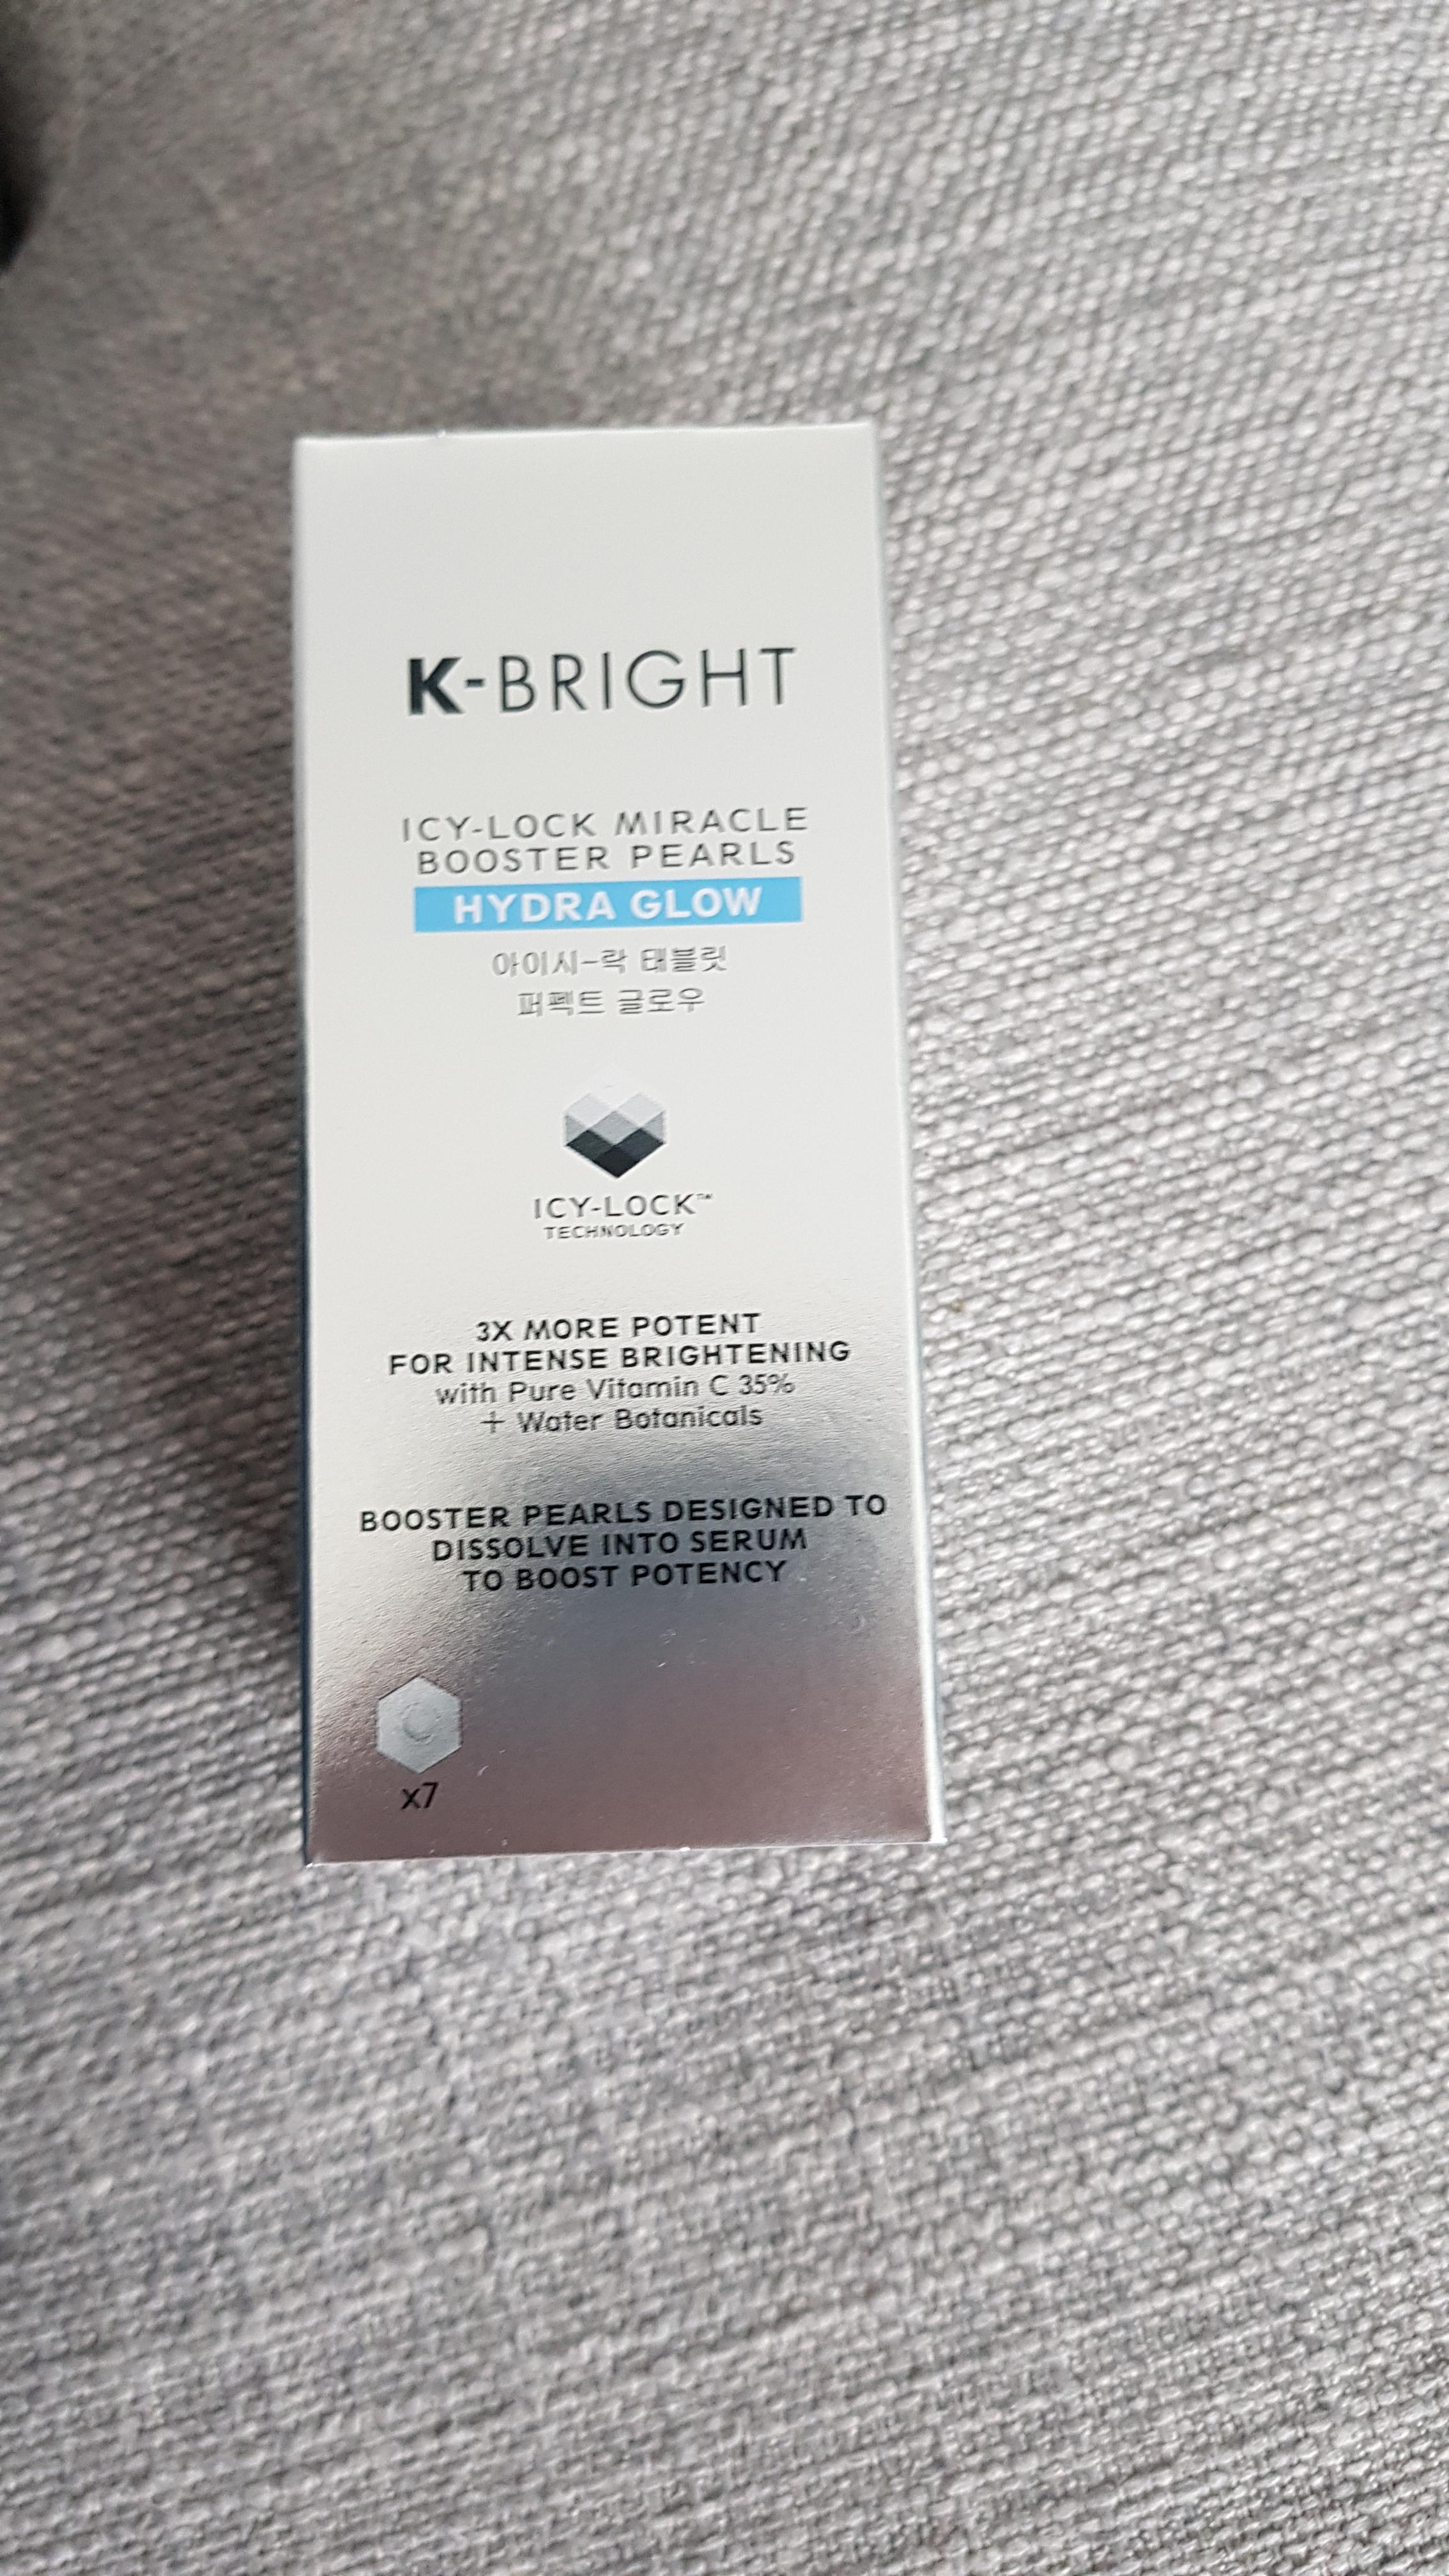 K-BRIGHT
ICY-LOCK MIRACLE
BOOSTER PEARLS
HYDRA GLOW
아이시-락 태블릿
퍼펙트 글로우
ICY-LOCK™
TECHNOLOGY
3X MORE POTENT
FOR INTENSE BRIGHTENING
with Pure Vitamin C 35%
+ Water Botanicals
BOOSTER PEARLS DESIGNED TO
DISSOLVE INTO SERUM
TO BOOST POTENCY
C
x7